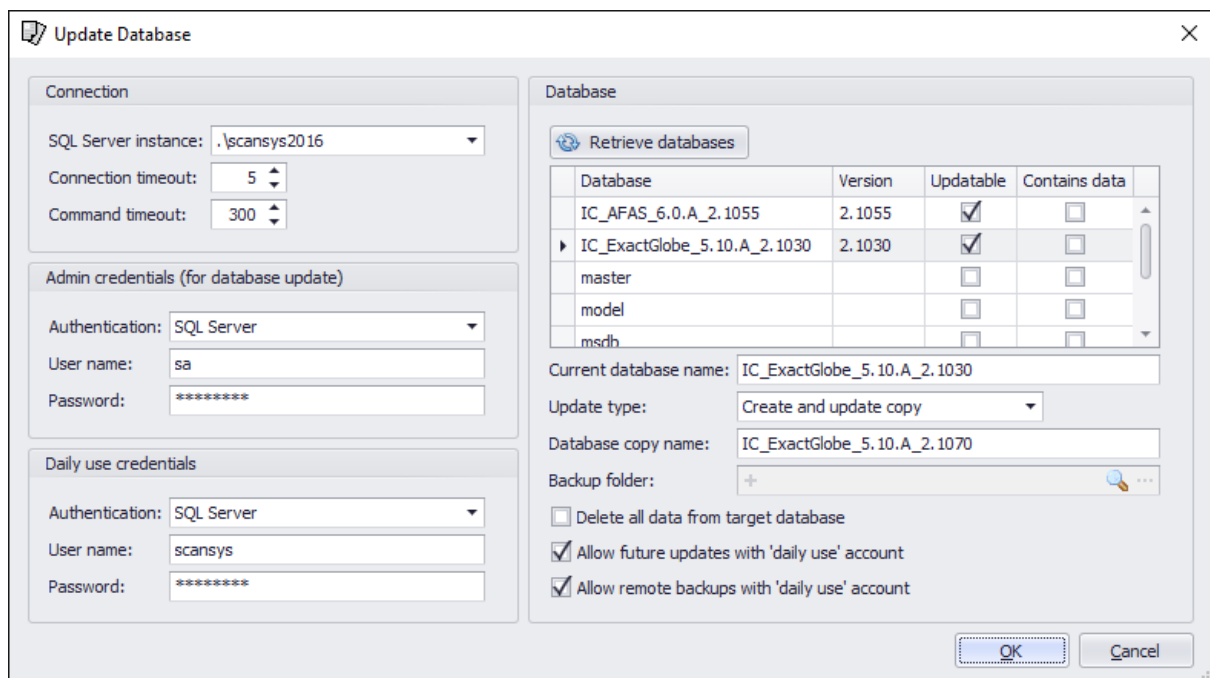 Update Database
Connection
SQL Server instance: .\scansys2016
Connection timeout: 5
Command timeout: 300
Admin credentials (for database update)
Authentication: SQL Server
User name: sa
Password: ********
Daily use credentials
Authentication: SQL Server
User name: scansys
Password: ********
Database
Retrieve databases
Database Version Updatable Contains data
IC_AFAS_6.0.A_2.1055 2.1055
IC_ExactGlobe_5.10.A_2.1030 2.1030
master
model
msdb
Current database name: IC_ExactGlobe_5.10.A_2.1030
Update type: Create and update copy
Database copy name: IC_ExactGlobe_5.10.A_2.1070
Backup folder:
Delete all data from target database
Allow future updates with 'daily use' account
Allow remote backups with 'daily use' account
OK Cancel